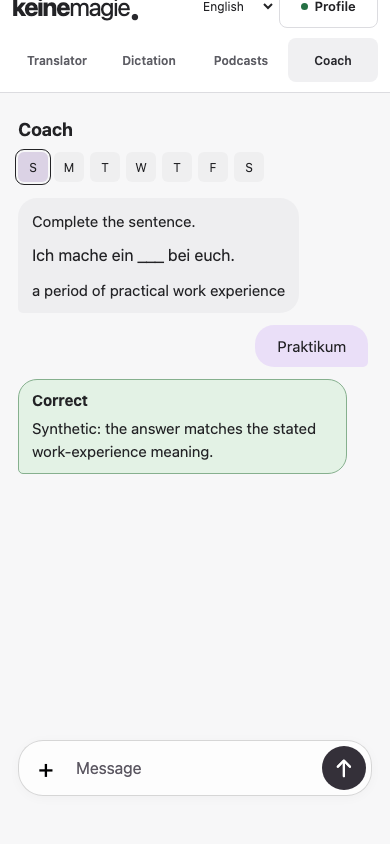 keinemagie.
English
Profile
Translator
Dictation
Podcasts
Coach
Coach
S
M
T
W
T
F
S
Complete the sentence.
Ich mache ein ___ bei euch.
a period of practical work experience
Praktikum
Correct
Synthetic: the answer matches the stated
work-experience meaning.
Message